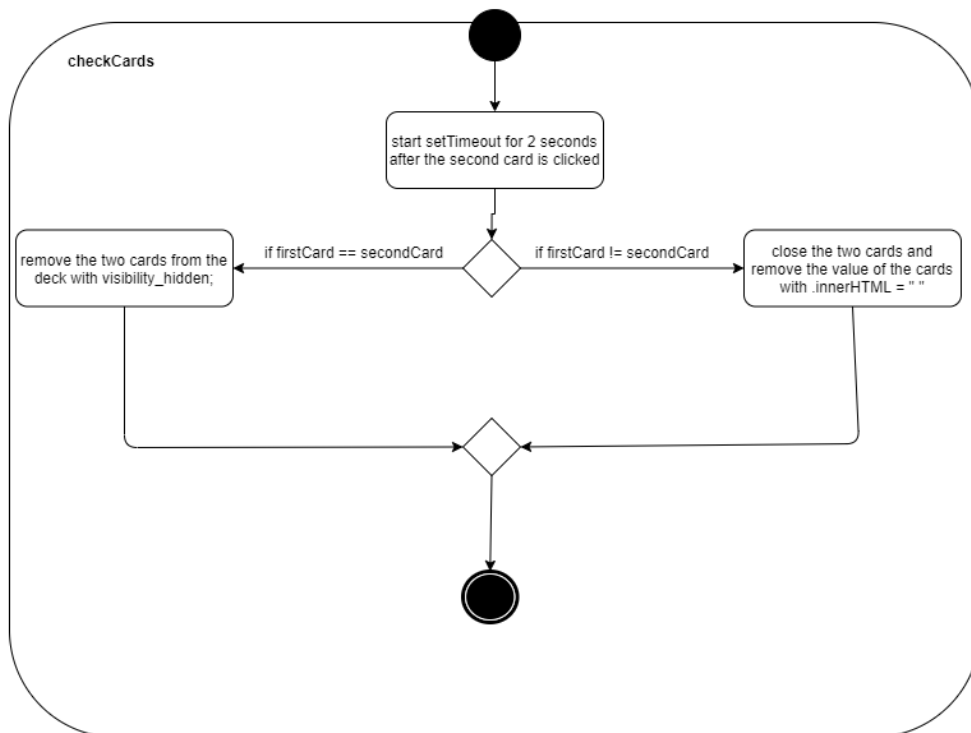 checkCards
start setTimeout for 2 seconds
after the second card is clicked
if firstCard == secondCard
if firstCard != secondCard
remove the two cards from the
deck with visibility_hidden;
close the two cards and
remove the value of the cards
with .innerHTML = " "